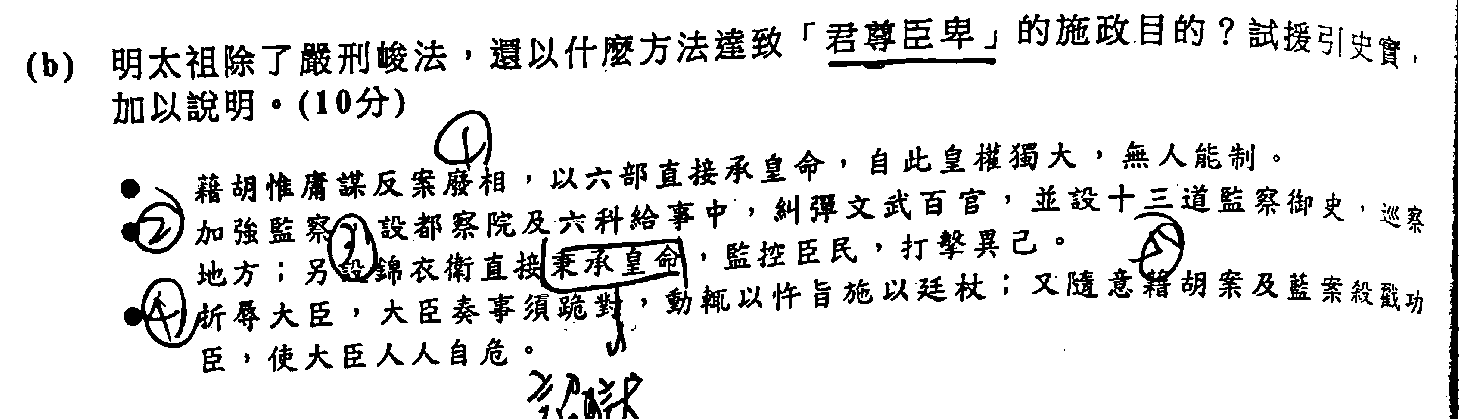 (b) 明太祖除了嚴刑峻法，還以什麼方法達致「君尊臣卑」的施政目的？試援引史實，
加以說明。(10分)
①
● 藉胡惟庸謀反案廢相，以六部直接承皇命，自此皇權獨大，無人能制。
● ② 加強監察，設都察院及六科給事中，糾彈文武百官，並設十三道監察御史，巡察
地方；另③設錦衣衛直接秉承皇命，監控臣民，打擊異己。 ⑤
● ④ 折辱大臣，大臣奏事須跪對，動輒以忤旨施以廷杖；又隨意藉胡案及藍案殺戮功
臣，使大臣人人自危。
詔獄